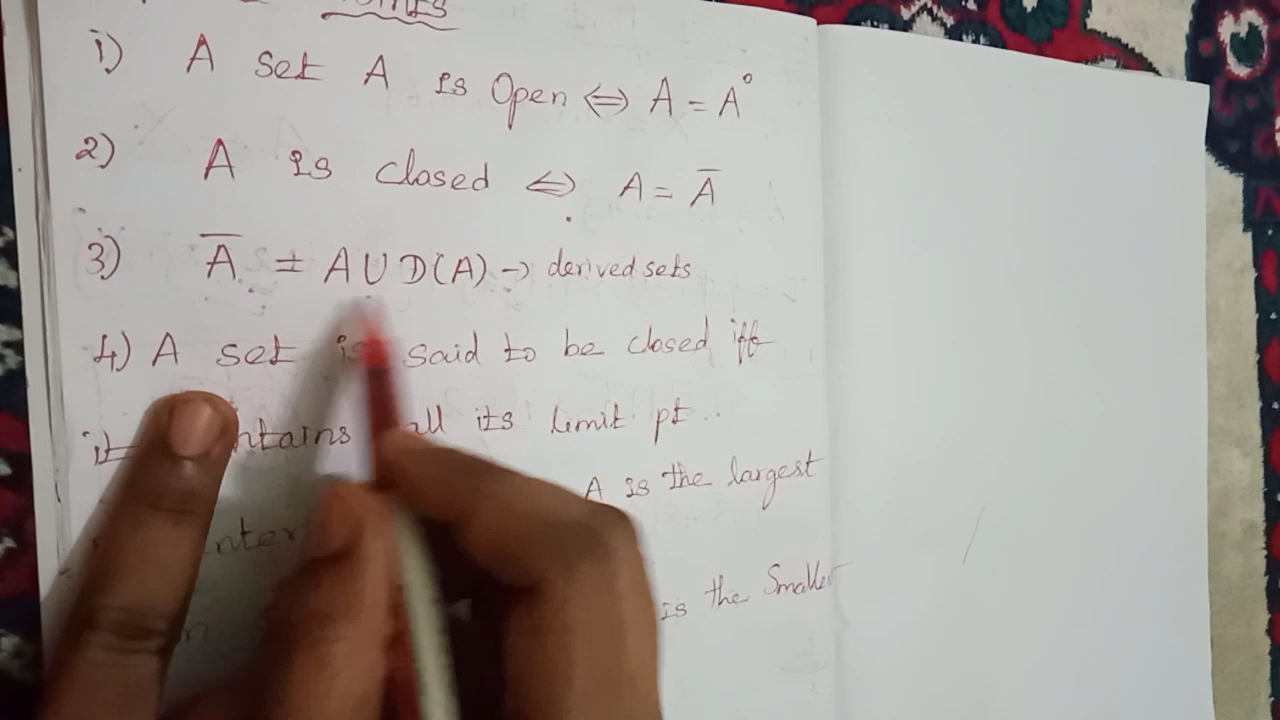 i) A set A is Open ⇔ A = A°
2) A is closed ⇔ A = A̅
3) A̅ = A ∪ D(A) → derived sets
4) A set is said to be closed iff
all its limit pt.
A is the largest
is the